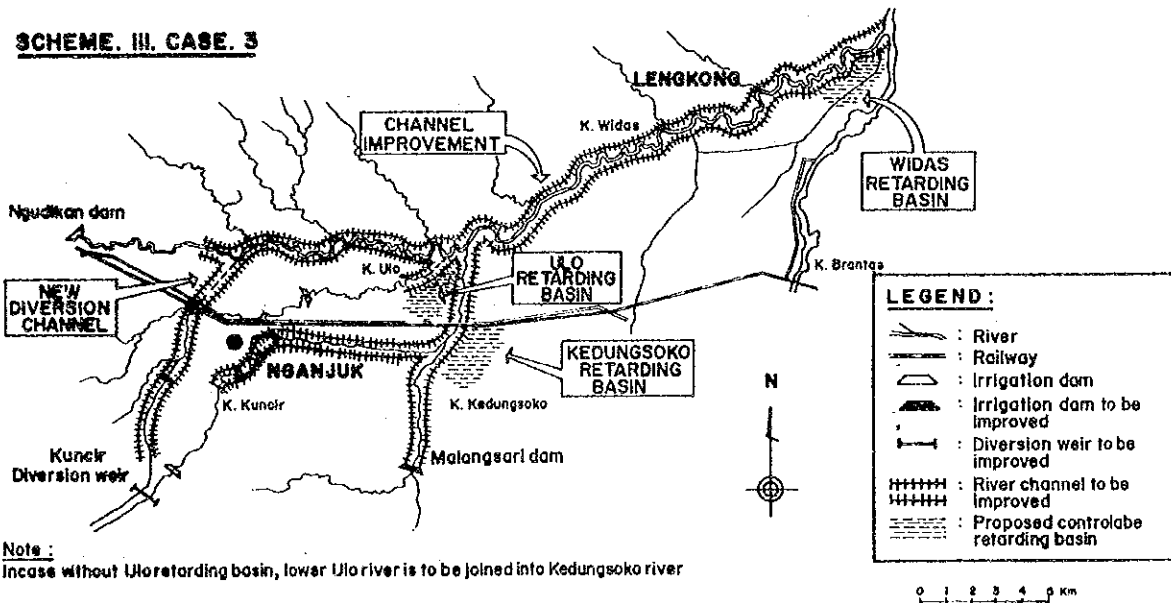 SCHEME. III. CASE. 3
LENGKONG
CHANNEL
IMPROVEMENT
K. Widas
WIDAS
RETARDING
BASIN
Ngudikan dam
K. Ulo
ULO
RETARDING
BASIN
K. Brantas
NEW
DIVERSION
CHANNEL
NGANJUK
KEDUNGSOKO
RETARDING
BASIN
K. Kuncir
K. Kedungsoko
N
Kuncir
Diversion weir
Malangsari dam
LEGEND :
: River
: Railway
: Irrigation dam
: Irrigation dam to be
improved
: Diversion weir to be
improved
: River channel to be
improved
: Proposed controlabe
retarding basin
Note :
Incase without Uloretarding basin, lower Ulo river is to be joined into Kedungsoko river
0 1 2 3 4 5 Km